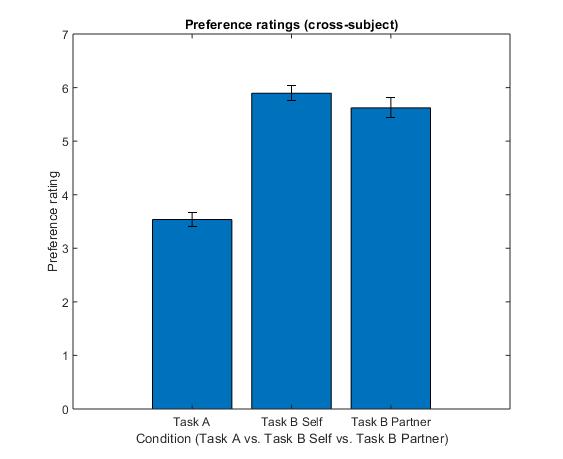 Preference ratings (cross-subject)
7
6
5
4
3
2
1
0
Preference rating
Task A
Task B Self
Task B Partner
Condition (Task A vs. Task B Self vs. Task B Partner)